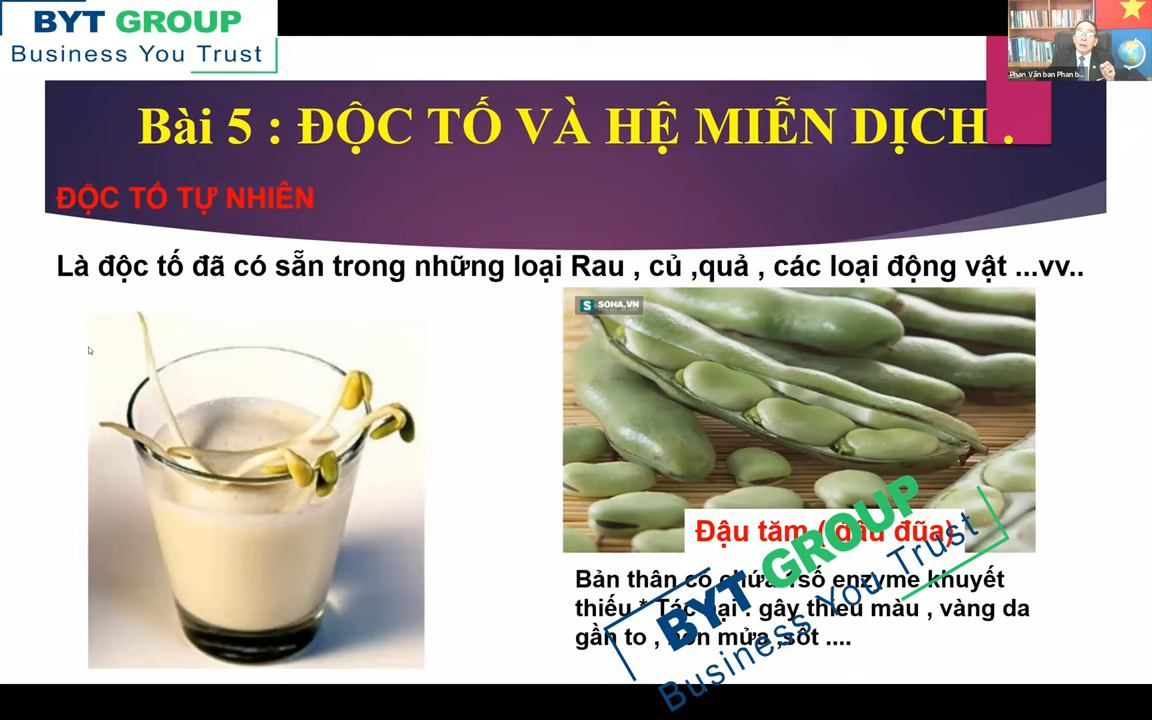 BYT GROUP
Business You Trust
Phan Văn ban Phan b...
Bài 5 : ĐỘC TỐ VÀ HỆ MIỄN DỊCH .
ĐỘC TỐ TỰ NHIÊN
Là độc tố đã có sẵn trong những loại Rau , củ ,quả , các loại động vật ...vv..
S SOHA.VN
Đậu tằm ( đậu đũa)
Bản thân có chứa 1số enzyme khuyết
thiếu * Tác hại : gây thiếu màu , vàng da
gần to , nôn mửa ,sốt ....
BYT GROUP
Business You Trust